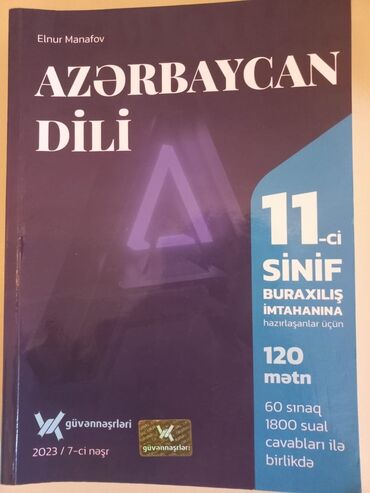 Elnur Manafov
AZƏRBAYCAN
DİLİ
11-ci
SİNİF
BURAXILIŞ
İMTAHANINA
hazırlaşanlar üçün
120
mətn
60 sınaq
1800 sual
cavabları ilə
birlikdə
güvənnəşrləri
güvənnəşrləri
2023 / 7-ci nəşr